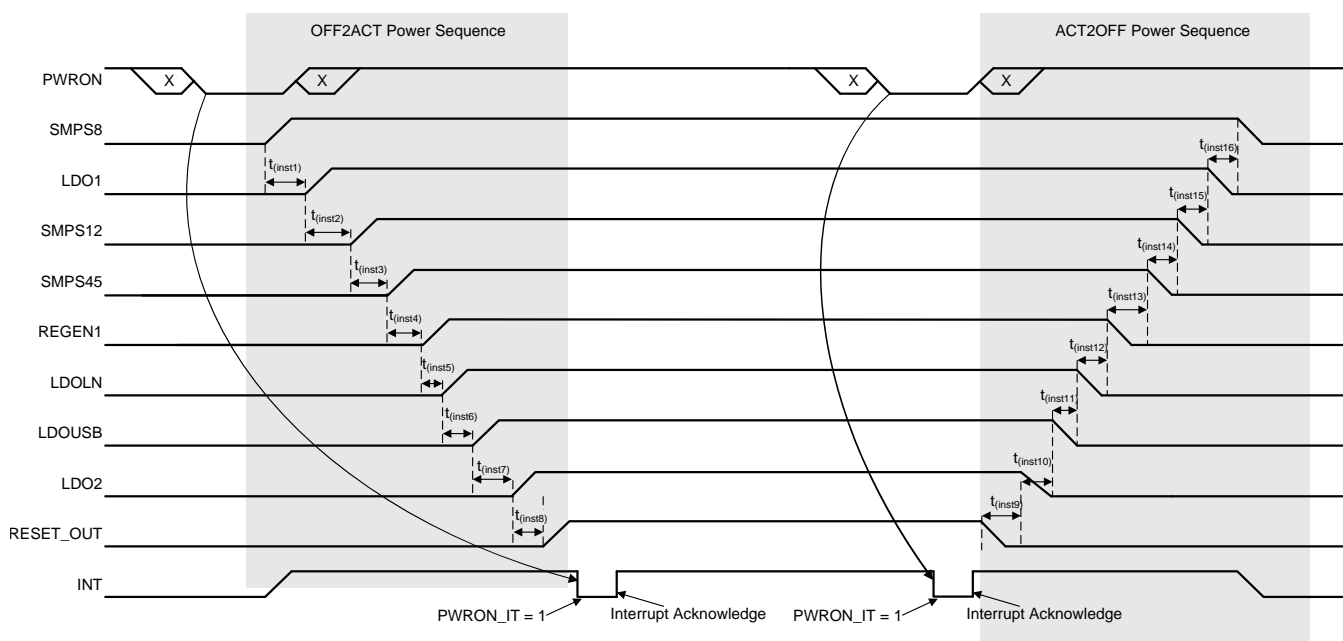 OFF2ACT Power Sequence
ACT2OFF Power Sequence
PWRON
X
X
X
X
SMPS8
t(inst1)
t(inst16)
LDO1
t(inst2)
t(inst15)
SMPS12
t(inst3)
t(inst14)
SMPS45
t(inst4)
t(inst13)
REGEN1
t(inst5)
t(inst12)
LDOLN
t(inst6)
t(inst11)
LDOUSB
t(inst7)
t(inst10)
LDO2
t(inst8)
t(inst9)
RESET_OUT
INT
PWRON_IT = 1
Interrupt Acknowledge
PWRON_IT = 1
Interrupt Acknowledge